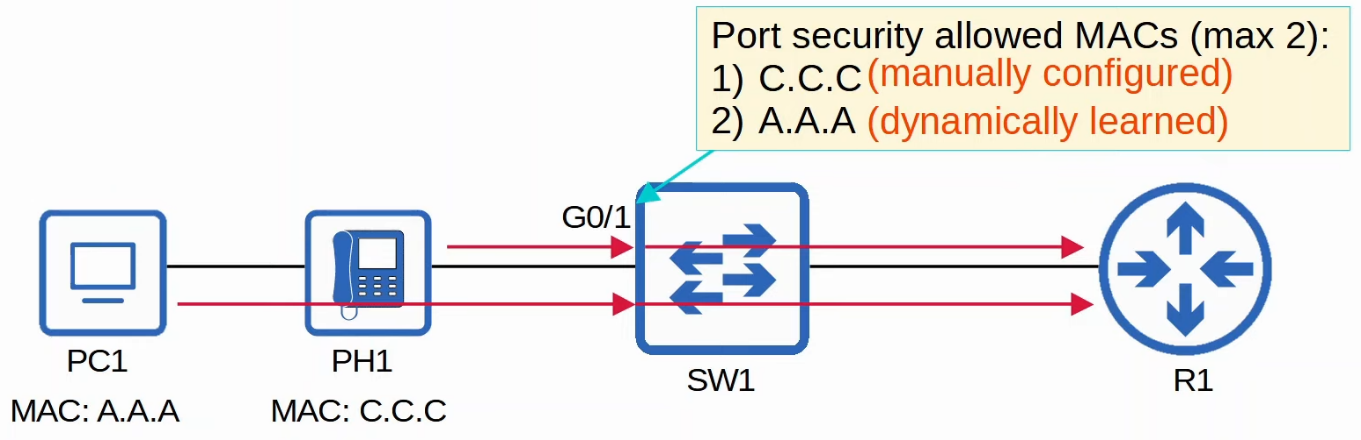 Port security allowed MACs (max 2):
1) C.C.C (manually configured)
2) A.A.A (dynamically learned)
G0/1
PC1
PH1
SW1
R1
MAC: A.A.A
MAC: C.C.C